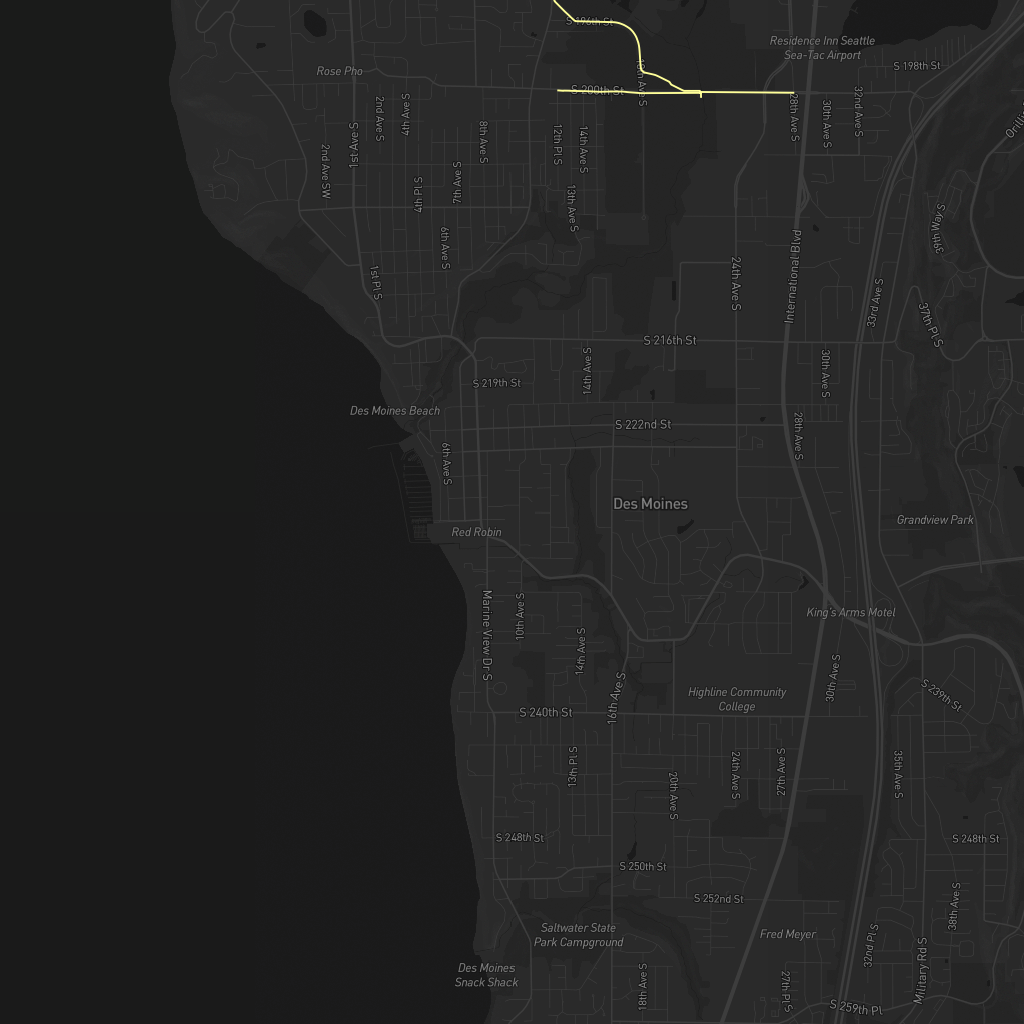 S 196th St
Residence Inn Seattle
Sea-Tac Airport
S 198th St
Rose Pho
S 200th St
2nd Ave S
4th Ave S
28th Ave S
30th Ave S
32nd Ave S
1st Ave S
8th Ave S
12th Pl S
14th Ave S
2nd Ave SW
7th Ave S
4th Pl S
13th Ave S
39th Way S
6th Ave S
1st Pl S
24th Ave S
International Blvd
33rd Ave S
37th Pl S
S 216th St
14th Ave S
30th Ave S
S 219th St
Des Moines Beach
S 222nd St
28th Ave S
6th Ave S
Des Moines
Grandview Park
Red Robin
Marine View Dr S
10th Ave S
King's Arms Motel
14th Ave S
16th Ave S
30th Ave S
Highline Community
College
S 239th St
S 240th St
13th Pl S
20th Ave S
24th Ave S
27th Ave S
35th Ave S
S 248th St
S 248th St
S 250th St
S 252nd St
38th Ave S
Saltwater State
Park Campground
Fred Meyer
32nd Pl S
Military Rd S
Des Moines
Snack Shack
18th Ave S
27th Pl S
S 259th Pl